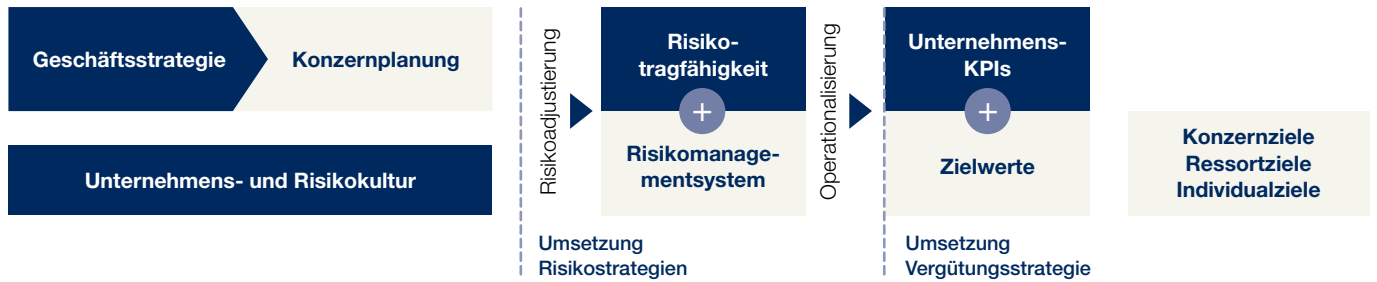 Geschäftsstrategie
Konzernplanung
Unternehmens- und Risikokultur
Risikoadjustierung
Risiko-
tragfähigkeit
+
Risikomanage-
mentsystem
Umsetzung
Risikostrategien
Operationalisierung
Unternehmens-
KPIs
+
Zielwerte
Umsetzung
Vergütungsstrategie
Konzernziele
Ressortziele
Individualziele